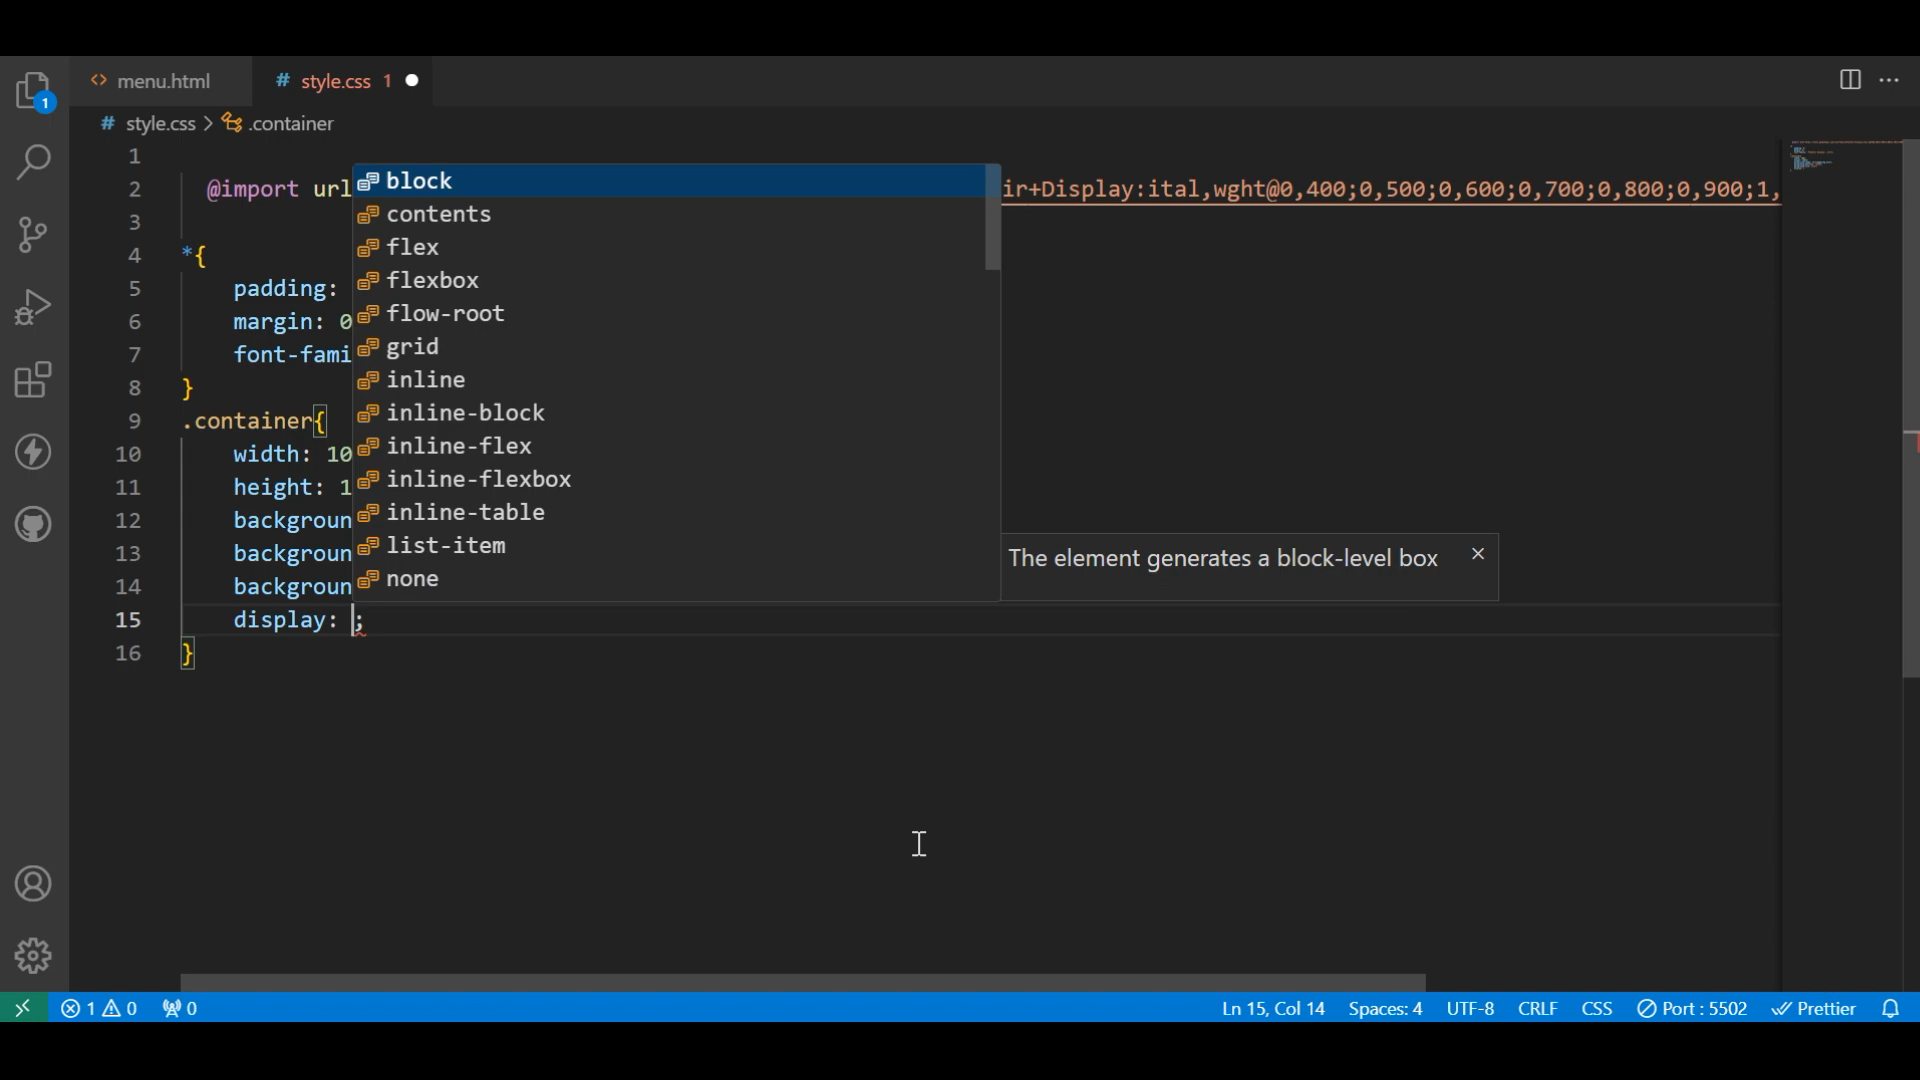 1
<> menu.html
# style.css 1
# style.css > .container
1
2 @import url ir+Display:ital,wght@0,400;0,500;0,600;0,700;0,800;0,900;1,
3
4 *{
5 padding:
6 margin: 0
7 font-fami
8 }
9 .container{
10 width: 10
11 height: 1
12 backgroun
13 backgroun
14 backgroun
15 display: ;
16 }
block
contents
flex
flexbox
flow-root
grid
inline
inline-block
inline-flex
inline-flexbox
inline-table
list-item
none
The element generates a block-level box
1 0 0 Ln 15, Col 14 Spaces: 4 UTF-8 CRLF CSS Port : 5502 Prettier